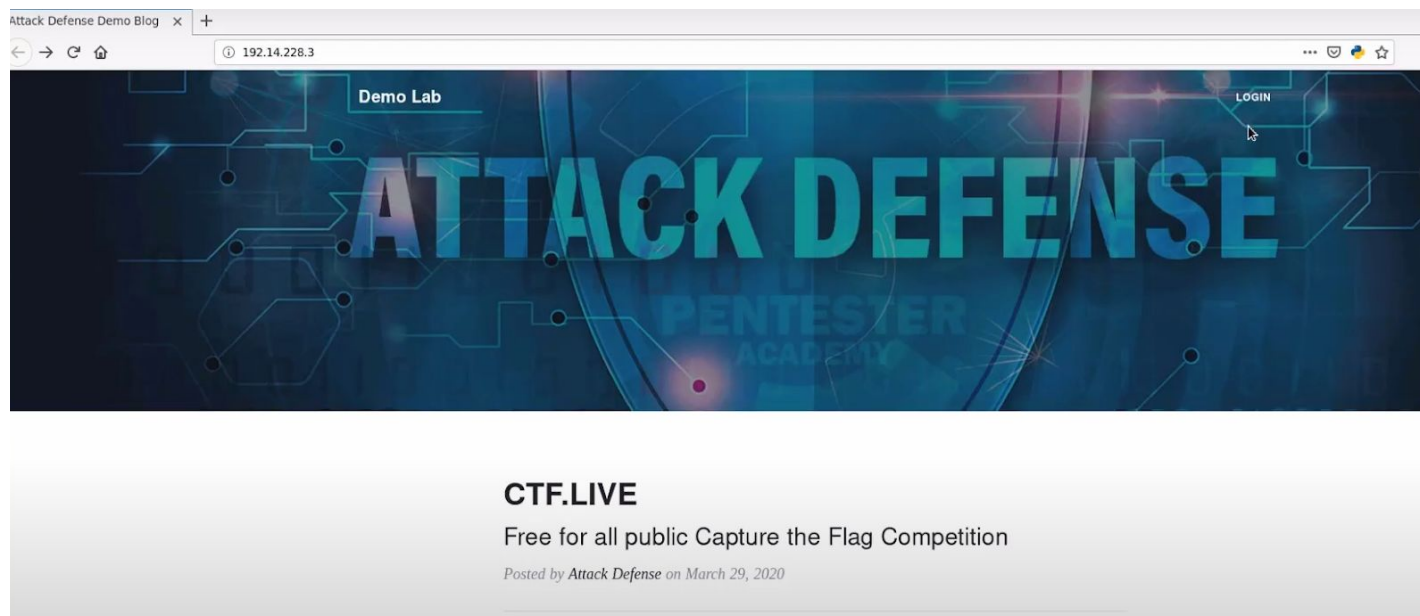 Attack Defense Demo Blog
192.14.228.3
Demo Lab
LOGIN
ATTACK DEFENSE
PENTESTER
ACADEMY
CTF.LIVE
Free for all public Capture the Flag Competition
Posted by Attack Defense on March 29, 2020